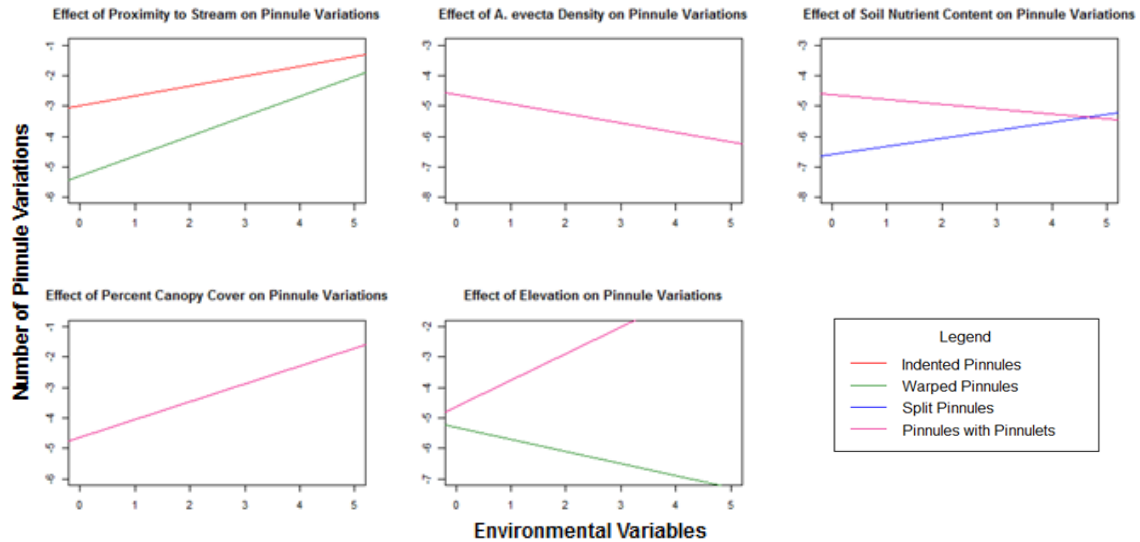 Effect of Proximity to Stream on Pinnule Variations
Effect of A. evecta Density on Pinnule Variations
Effect of Soil Nutrient Content on Pinnule Variations
Number of Pinnule Variations
-1
-2
-3
-4
-5
-6
0 1 2 3 4 5
-3
-4
-5
-6
-7
-8
0 1 2 3 4 5
-3
-4
-5
-6
-7
-8
0 1 2 3 4 5
Effect of Percent Canopy Cover on Pinnule Variations
Effect of Elevation on Pinnule Variations
-1
-2
-3
-4
-5
-6
0 1 2 3 4 5
-2
-3
-4
-5
-6
-7
0 1 2 3 4 5
Legend
Indented Pinnules
Warped Pinnules
Split Pinnules
Pinnules with Pinnulets
Environmental Variables